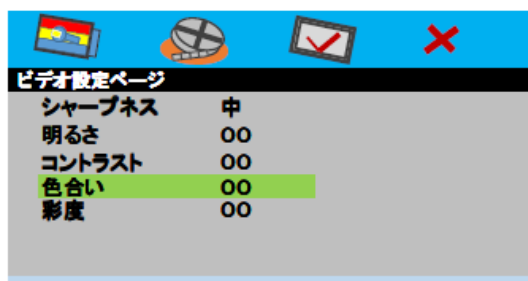 ビデオ設定ページ
シャープネス 中
明るさ 00
コントラスト 00
色合い 00
彩度 00